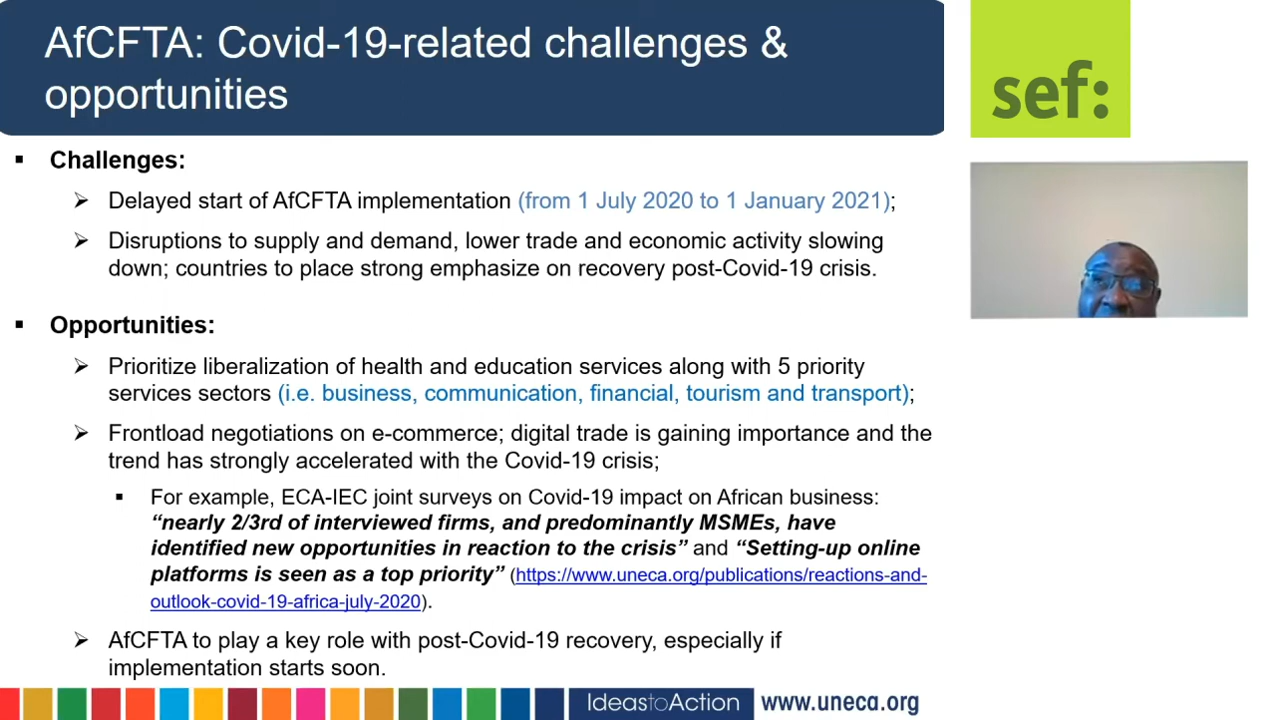 AfCFTA: Covid-19-related challenges &
opportunities
sef:
▪ Challenges:
➢ Delayed start of AfCFTA implementation (from 1 July 2020 to 1 January 2021);
➢ Disruptions to supply and demand, lower trade and economic activity slowing
down; countries to place strong emphasize on recovery post-Covid-19 crisis.
▪ Opportunities:
➢ Prioritize liberalization of health and education services along with 5 priority
services sectors (i.e. business, communication, financial, tourism and transport);
➢ Frontload negotiations on e-commerce; digital trade is gaining importance and the
trend has strongly accelerated with the Covid-19 crisis;
▪ For example, ECA-IEC joint surveys on Covid-19 impact on African business:
“nearly 2/3rd of interviewed firms, and predominantly MSMEs, have
identified new opportunities in reaction to the crisis” and “Setting-up online
platforms is seen as a top priority” (https://www.uneca.org/publications/reactions-and-
outlook-covid-19-africa-july-2020).
➢ AfCFTA to play a key role with post-Covid-19 recovery, especially if
implementation starts soon.
IdeastoAction www.uneca.org